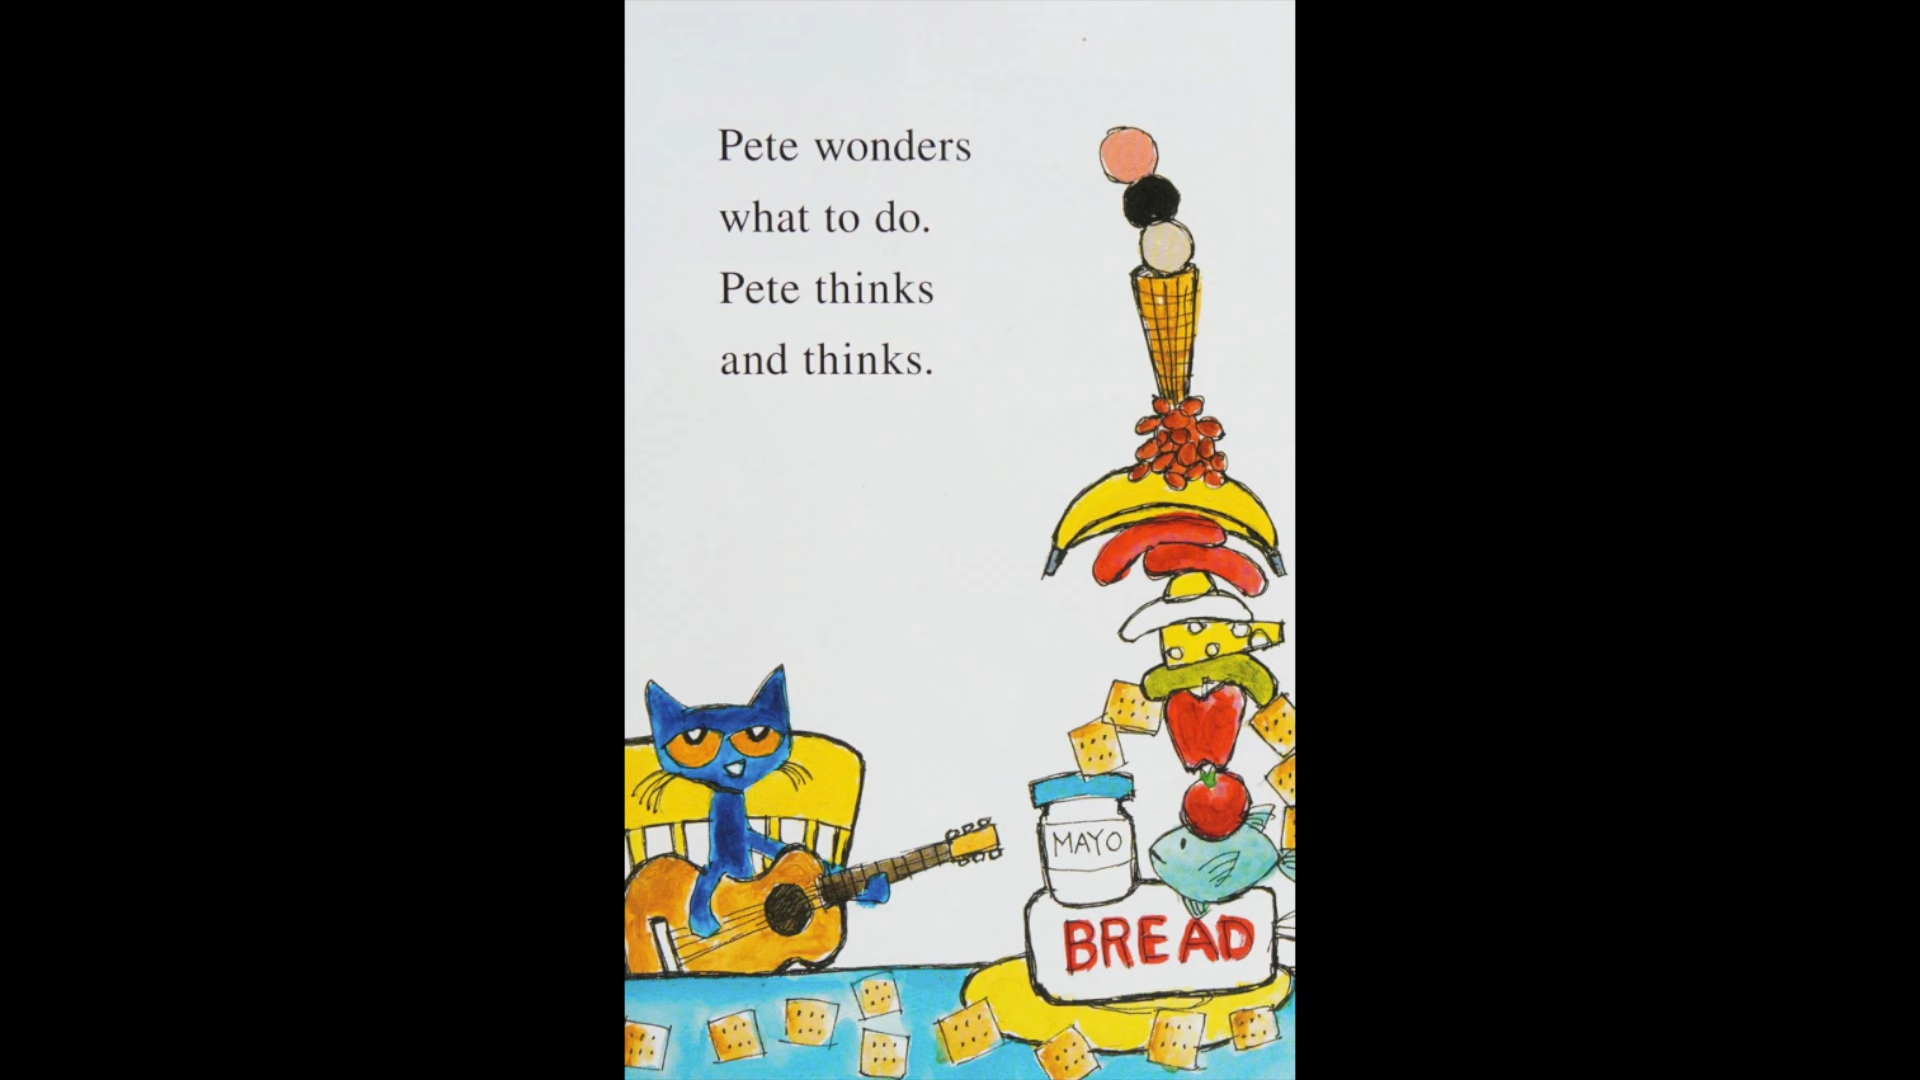 Pete wonders
what to do.
Pete thinks
and thinks.
MAYO
BREAD